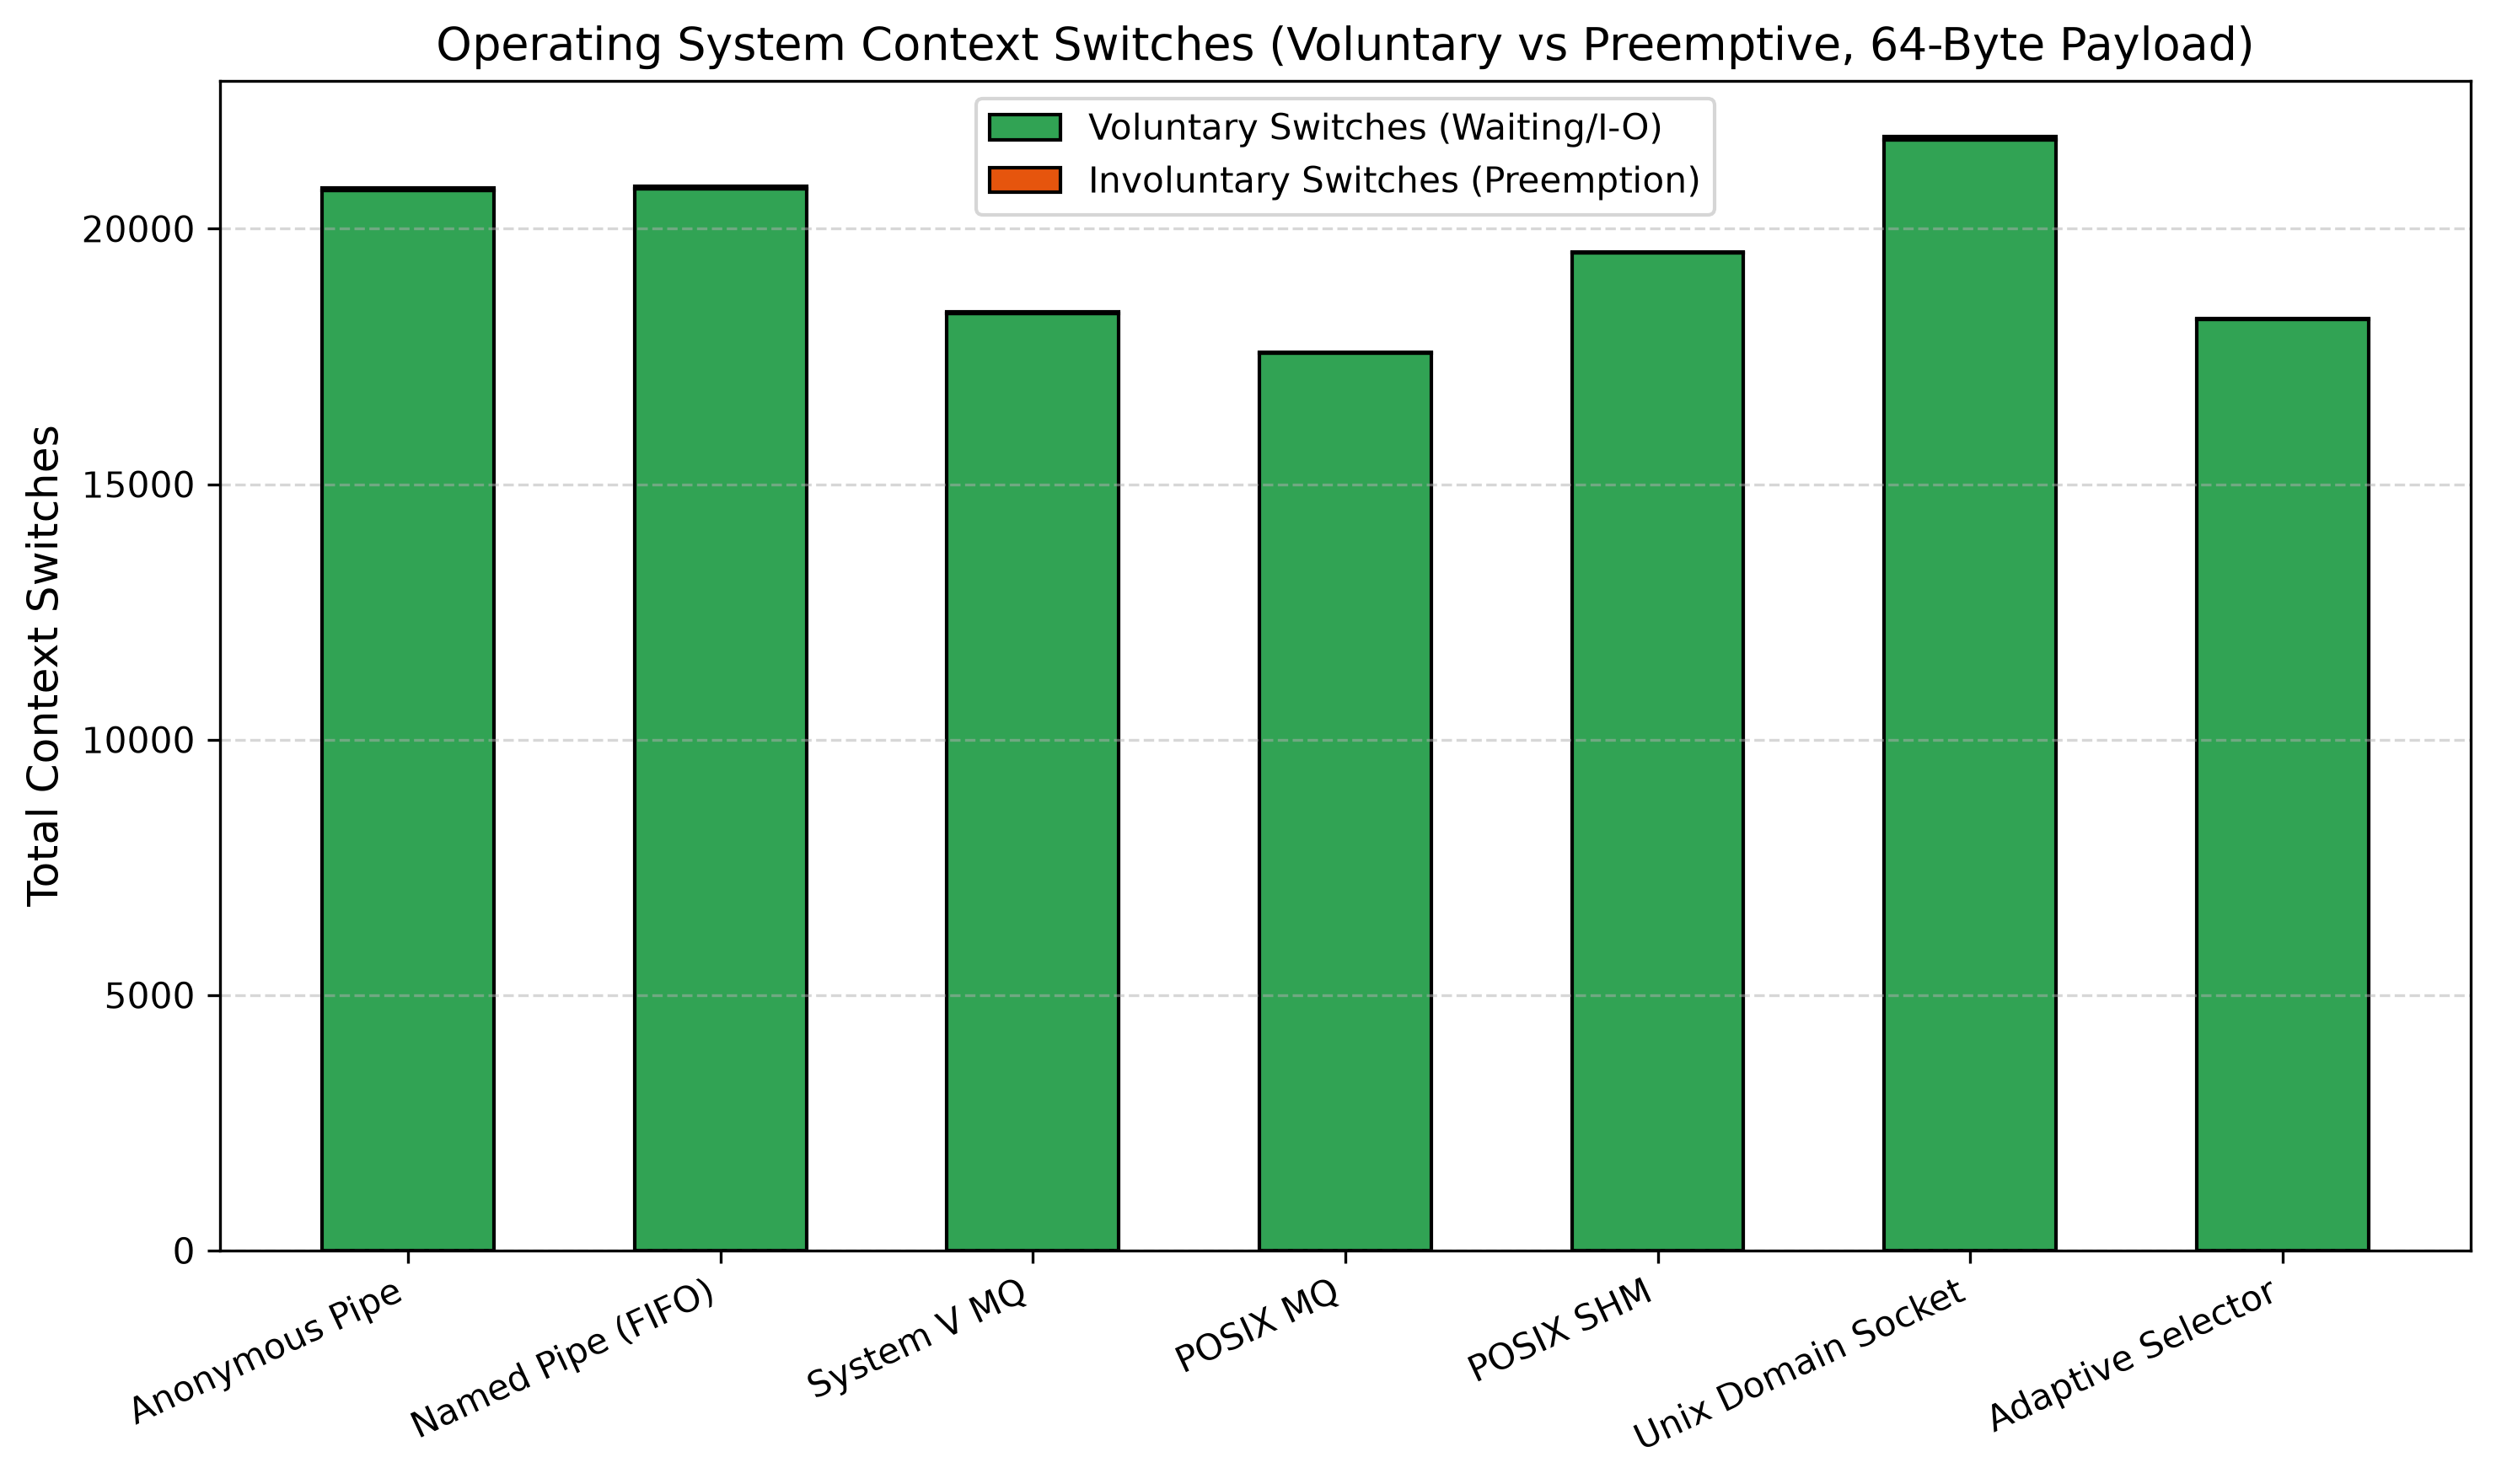 Operating System Context Switches (Voluntary vs Preemptive, 64-Byte Payload)
Voluntary Switches (Waiting/I-O)
Involuntary Switches (Preemption)
Total Context Switches
20000
15000
10000
5000
0
Anonymous Pipe
Named Pipe (FIFO)
System V MQ
POSIX MQ
POSIX SHM
Unix Domain Socket
Adaptive Selector